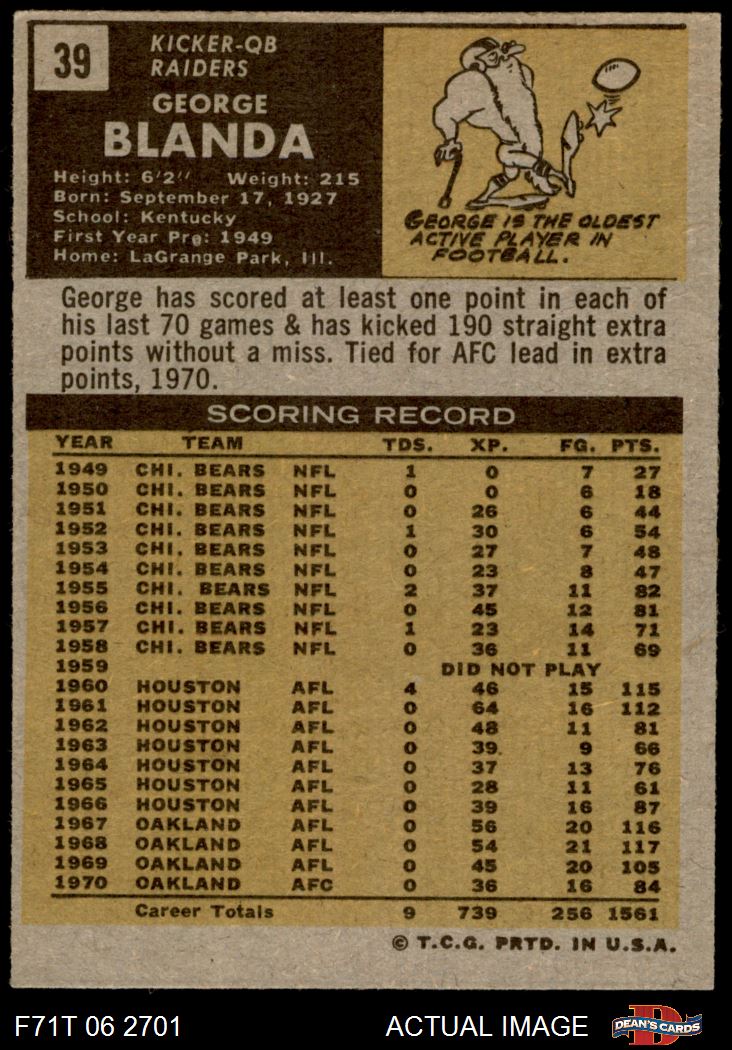 39
KICKER-QB
RAIDERS
GEORGE
BLANDA
Height: 6'2" Weight: 215
Born: September 17, 1927
School: Kentucky
First Year Pro: 1949
Home: LaGrange Park, Ill.
GEORGE IS THE OLDEST
ACTIVE PLAYER IN
FOOTBALL.
George has scored at least one point in each of
his last 70 games & has kicked 190 straight extra
points without a miss. Tied for AFC lead in extra
points, 1970.
SCORING RECORD
YEAR TEAM TDS. XP. FG. PTS.
1949 CHI. BEARS NFL 1 0 7 27
1950 CHI. BEARS NFL 0 0 6 18
1951 CHI. BEARS NFL 0 26 6 44
1952 CHI. BEARS NFL 1 30 6 54
1953 CHI. BEARS NFL 0 27 7 48
1954 CHI. BEARS NFL 0 23 8 47
1955 CHI. BEARS NFL 2 37 11 82
1956 CHI. BEARS NFL 0 45 12 81
1957 CHI. BEARS NFL 1 23 14 71
1958 CHI. BEARS NFL 0 36 11 69
1959 DID NOT PLAY
1960 HOUSTON AFL 4 46 15 115
1961 HOUSTON AFL 0 64 16 112
1962 HOUSTON AFL 0 48 11 81
1963 HOUSTON AFL 0 39. 9 66
1964 HOUSTON AFL 0 37 13 76
1965 HOUSTON AFL 0 28 11 61
1966 HOUSTON AFL 0 39 16 87
1967 OAKLAND AFL 0 56 20 116
1968 OAKLAND AFL 0 54 21 117
1969 OAKLAND AFL 0 45 20 105
1970 OAKLAND AFC 0 36 16 84
Career Totals 9 739 256 1561
© T.C.G. PRTD. IN U.S.A.
F71T 06 2701 ACTUAL IMAGE
D
DEAN'S CARDS